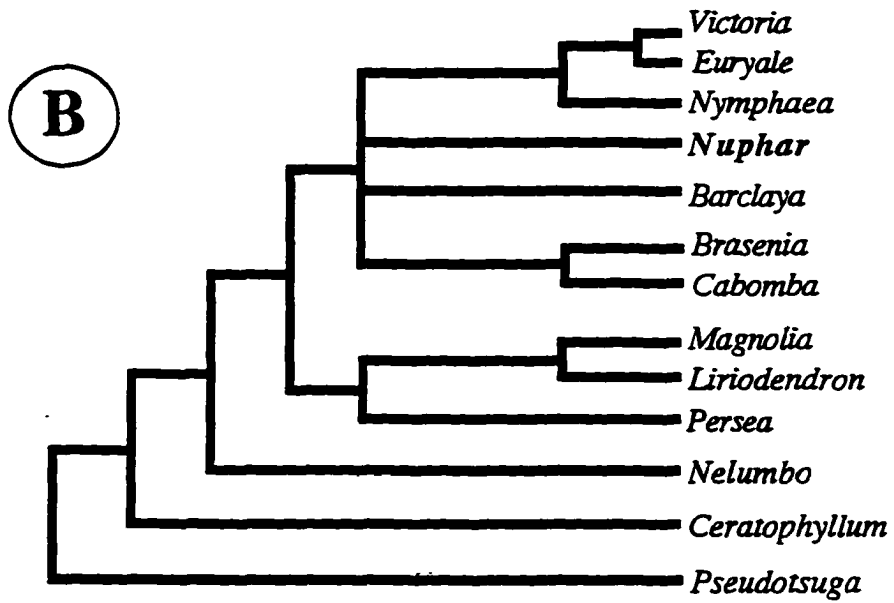 B
Victoria
Euryale
Nymphaea
Nuphar
Barclaya
Brasenia
Cabomba
Magnolia
Liriodendron
Persea
Nelumbo
Ceratophyllum
Pseudotsuga